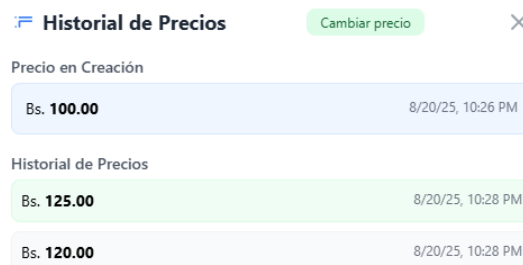 Historial de Precios Cambiar precio
Precio en Creación
Bs. 100.00 8/20/25, 10:26 PM
Historial de Precios
Bs. 125.00 8/20/25, 10:28 PM
Bs. 120.00 8/20/25, 10:28 PM